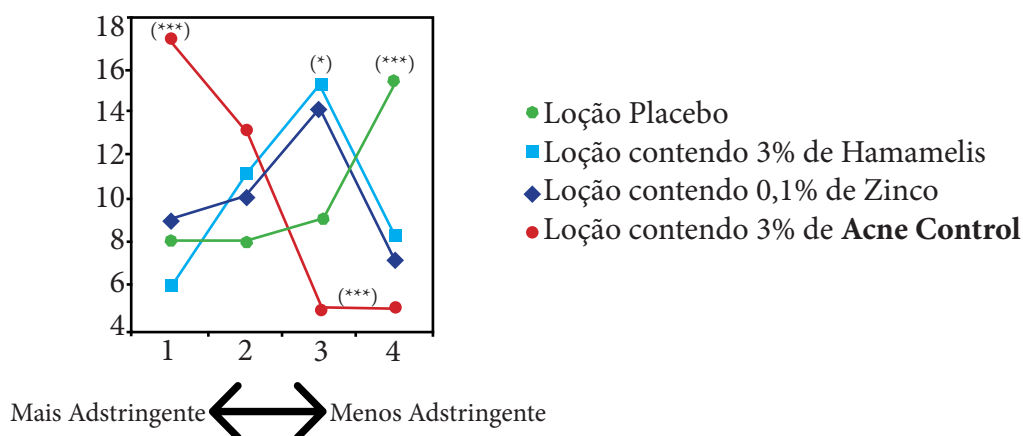 18
16
14
12
10
8
6
4
(***)
(*)
(***)
(***)
1 2 3 4
Mais Adstringente Menos Adstringente
Loção Placebo
Loção contendo 3% de Hamamelis
Loção contendo 0,1% de Zinco
Loção contendo 3% de Acne Control